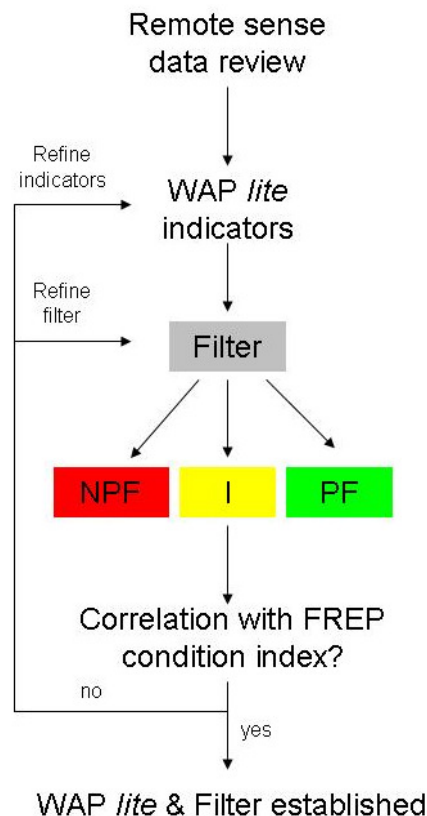 Remote sense
data review
Refine
indicators
WAP lite
indicators
Refine
filter
Filter
NPF
I
PF
Correlation with FREP
condition index?
no
yes
WAP lite & Filter established